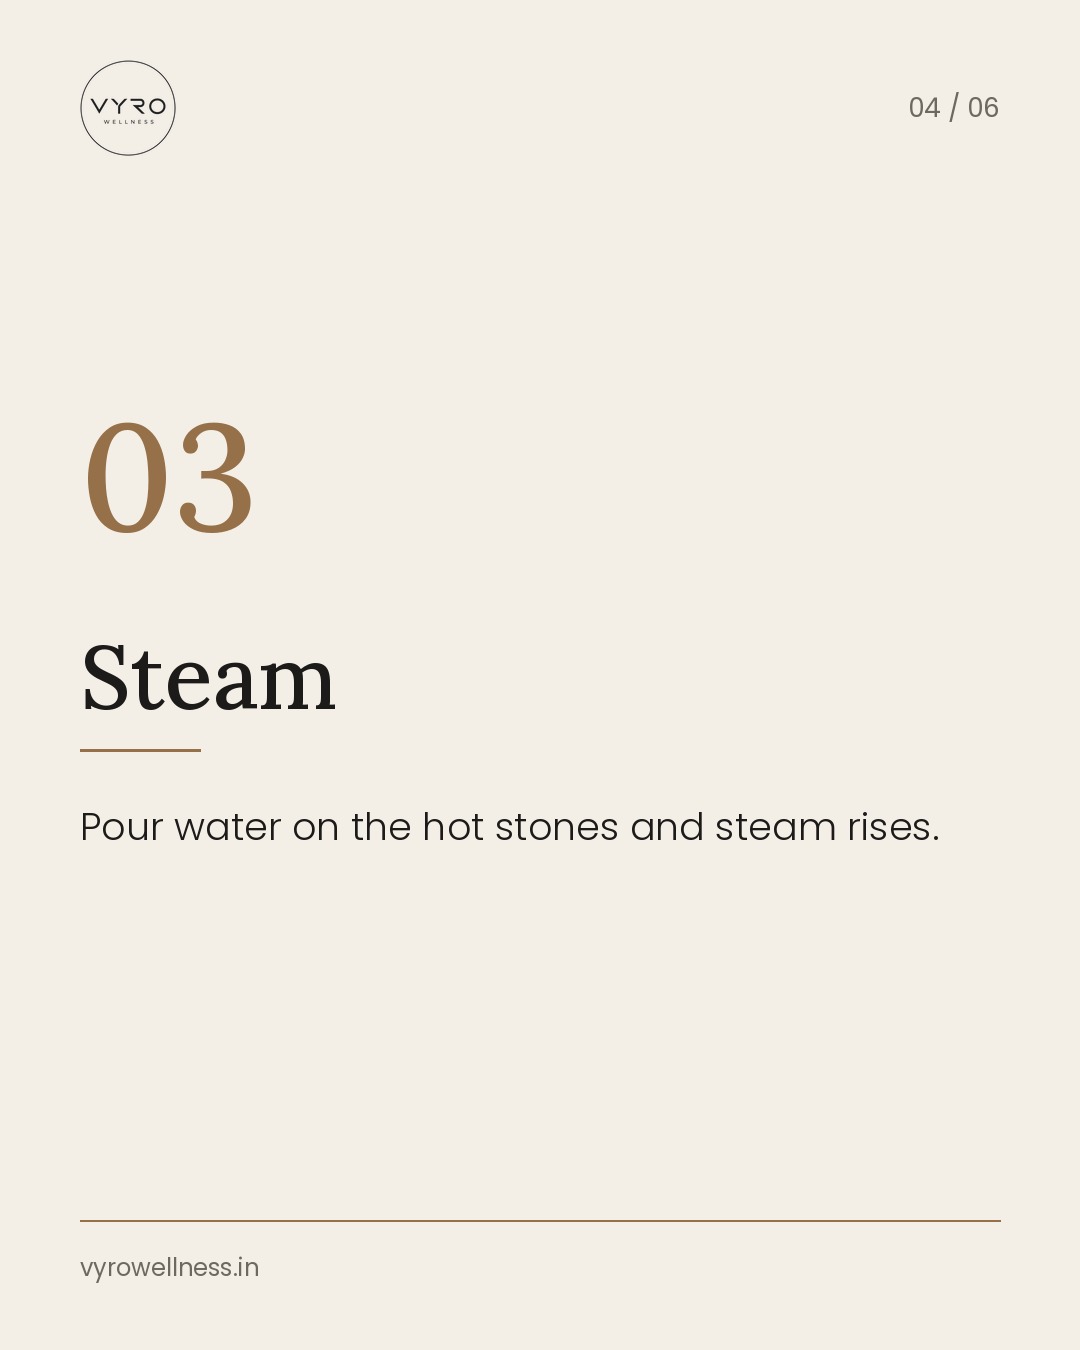 VYRO
WELLNESS
04 / 06
03
Steam
Pour water on the hot stones and steam rises.
vyrowellness.in